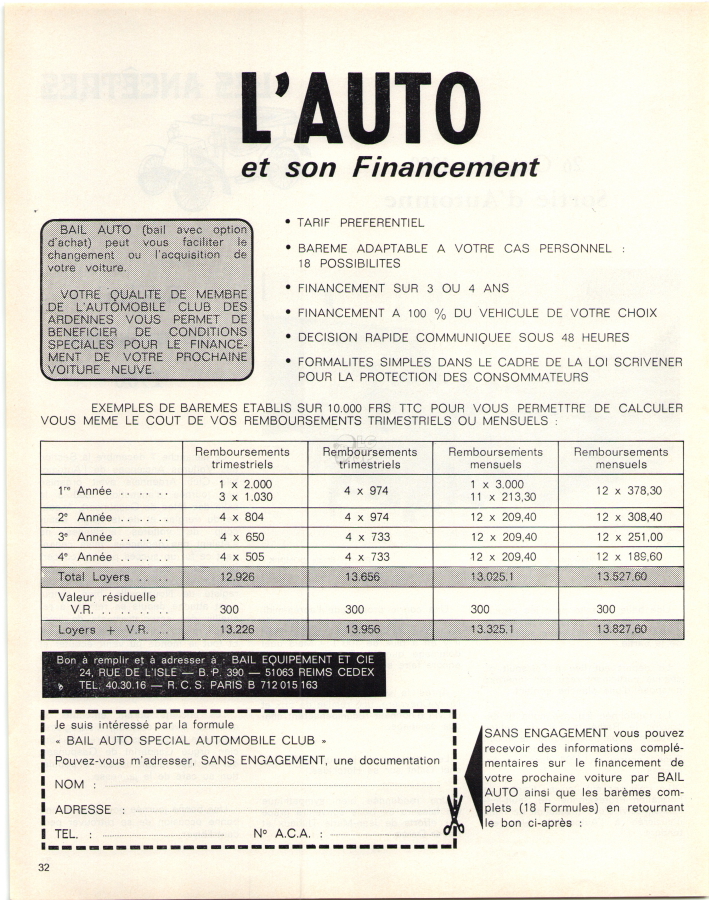 L'AUTO
et son Financement
BAIL AUTO (bail avec option
d'achat) peut vous faciliter le
changement ou l'acquisition de
votre voiture.
VOTRE QUALITE DE MEMBRE
DE L'AUTOMOBILE CLUB DES
ARDENNES VOUS PERMET DE
BENEFICIER DE CONDITIONS
SPECIALES POUR LE FINANCE-
MENT DE VOTRE PROCHAINE
VOITURE NEUVE.
• TARIF PREFERENTIEL
• BAREME ADAPTABLE A VOTRE CAS PERSONNEL :
18 POSSIBILITES
• FINANCEMENT SUR 3 OU 4 ANS
• FINANCEMENT A 100 % DU VEHICULE DE VOTRE CHOIX
• DECISION RAPIDE COMMUNIQUEE SOUS 48 HEURES
• FORMALITES SIMPLES DANS LE CADRE DE LA LOI SCRIVENER
POUR LA PROTECTION DES CONSOMMATEURS
EXEMPLES DE BAREMES ETABLIS SUR 10.000 FRS TTC POUR VOUS PERMETTRE DE CALCULER
VOUS MEME LE COUT DE VOS REMBOURSEMENTS TRIMESTRIELS OU MENSUELS :
Remboursements Remboursements Remboursements Remboursements
trimestriels trimestriels mensuels mensuels
1 x 2.000 1 x 3.000
1re Année .. .. .. 4 x 974 12 x 378,30
3 x 1.030 11 x 213,30
2e Année .. .. .. 4 x 804 4 x 974 12 x 209,40 12 x 308,40
3e Année .. .. .. 4 x 650 4 x 733 12 x 209,40 12 x 251,00
4e Année .. .. .. 4 x 505 4 x 733 12 x 209,40 12 x 189,60
Total Loyers .. .. 12.926 13.656 13.025.1 13.527,60
Valeur résiduelle
V.R. .. .. .. .. 300 300 300 300
Loyers + V.R. .. 13.226 13.956 13.325.1 13.827,60
Bon à remplir et à adresser à : BAIL EQUIPEMENT ET CIE
24, RUE DE L'ISLE — B. P. 390 — 51063 REIMS CEDEX
TEL. 40.30.16 — R. C. S. PARIS B 712 015 163
Je suis intéressé par la formule
« BAIL AUTO SPECIAL AUTOMOBILE CLUB »
Pouvez-vous m'adresser, SANS ENGAGEMENT, une documentation
NOM :
ADRESSE :
TEL. : N° A.C.A. :
SANS ENGAGEMENT vous pouvez
recevoir des informations complé-
mentaires sur le financement de
votre prochaine voiture par BAIL
AUTO ainsi que les barèmes com-
plets (18 Formules) en retournant
le bon ci-après :
32